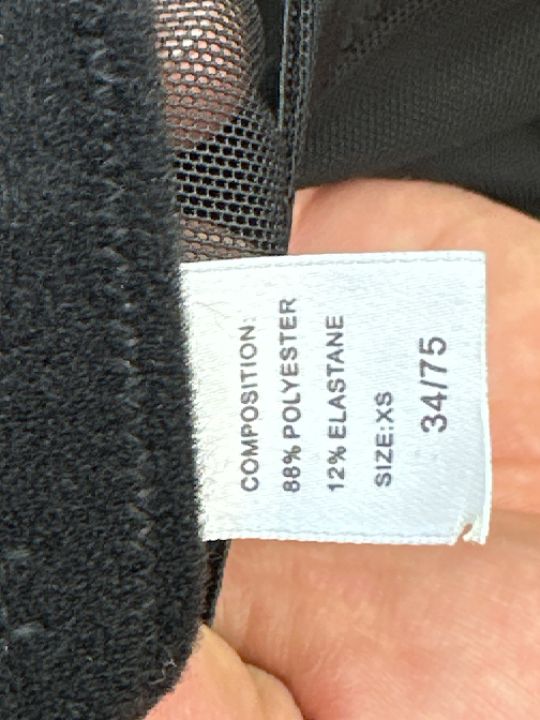 COMPOSITION:
88% POLYESTER
12% ELASTANE
SIZE:XS
34/75